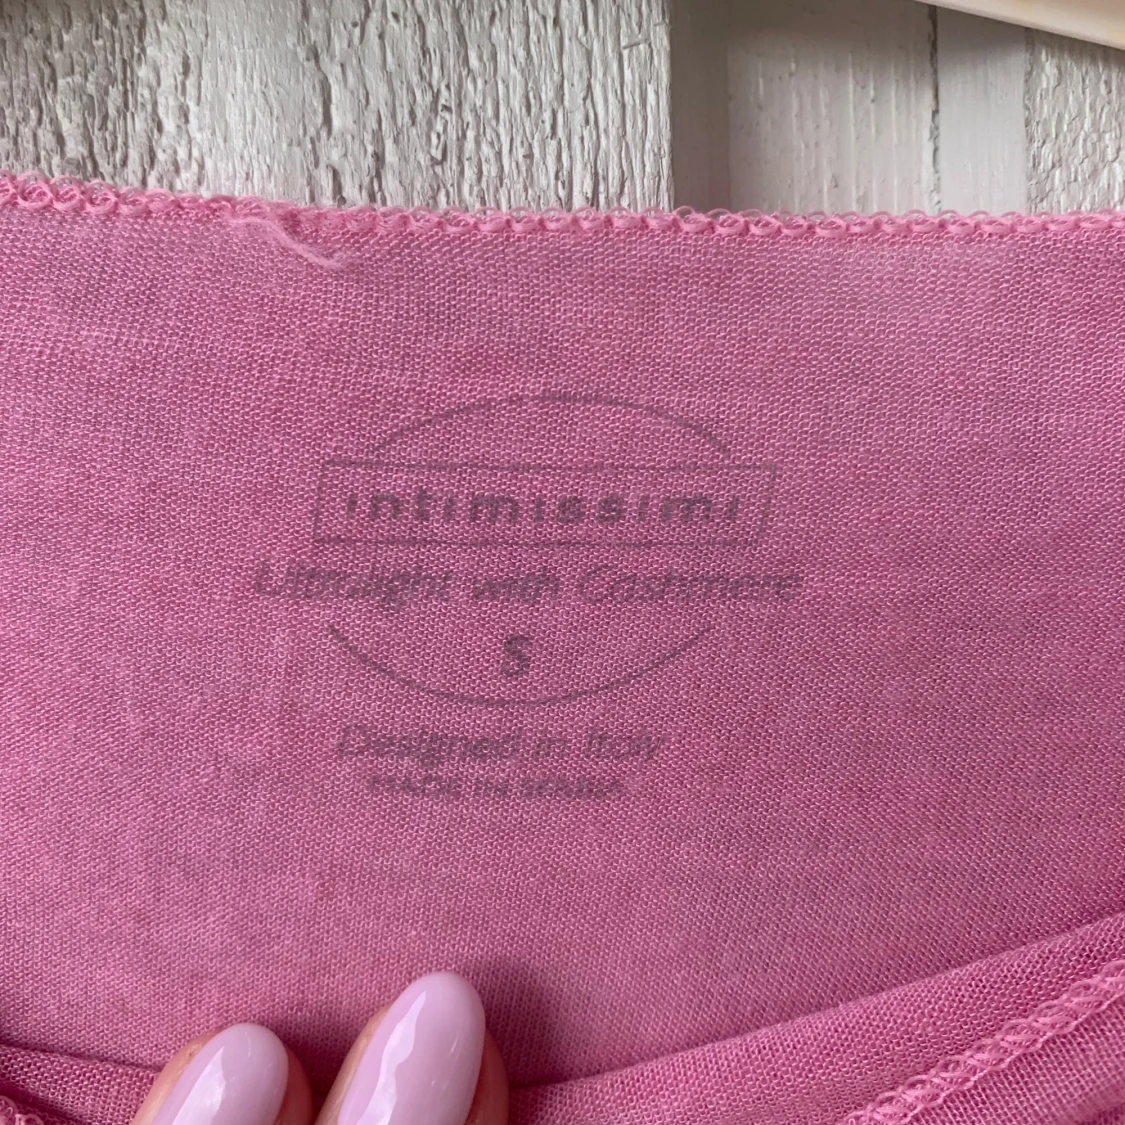 intimissimi
Ultralight with Cashmere
S
Designed in Italy
MADE IN SERBIA